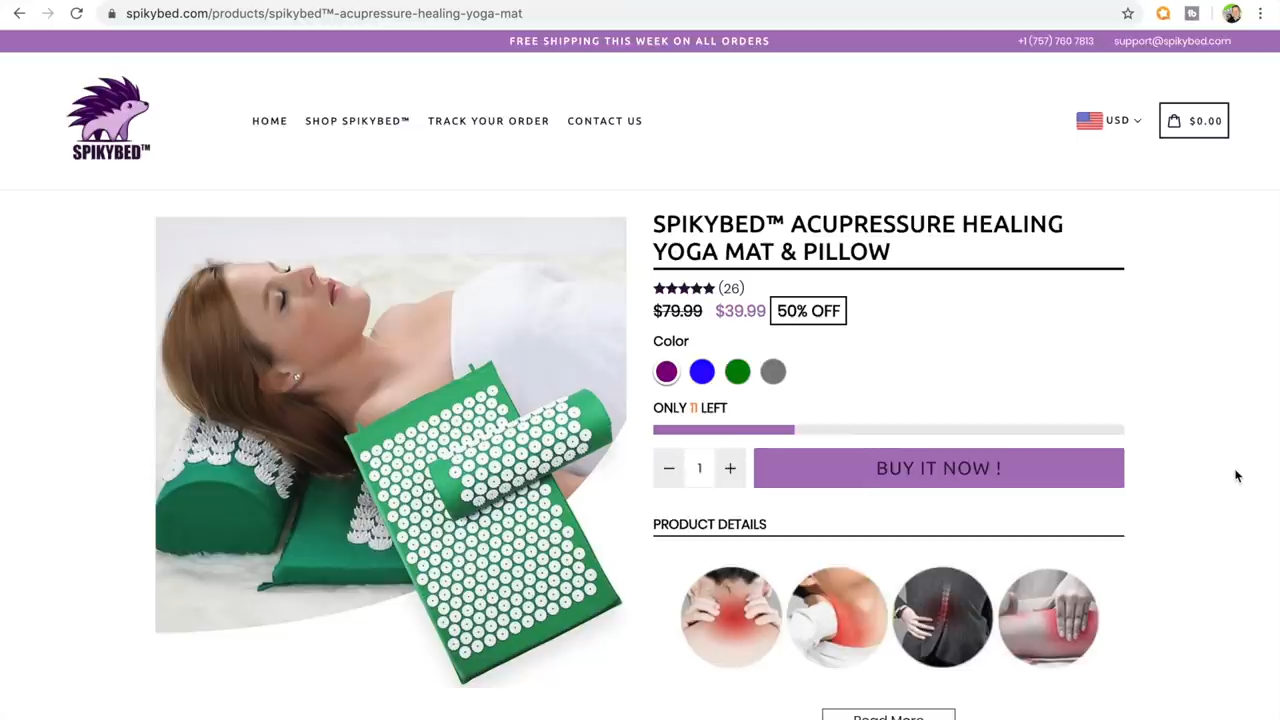 spikybed.com/products/spikybed™-acupressure-healing-yoga-mat
FREE SHIPPING THIS WEEK ON ALL ORDERS
+1 (757) 760 7813
support@spikybed.com
SPIKYBED™
HOME
SHOP SPIKYBED™
TRACK YOUR ORDER
CONTACT US
USD
$0.00
SPIKYBED™ ACUPRESSURE HEALING
YOGA MAT & PILLOW
★★★★★ (26)
$79.99 $39.99 50% OFF
Color
ONLY 11 LEFT
− 1 +
BUY IT NOW !
PRODUCT DETAILS
Read More